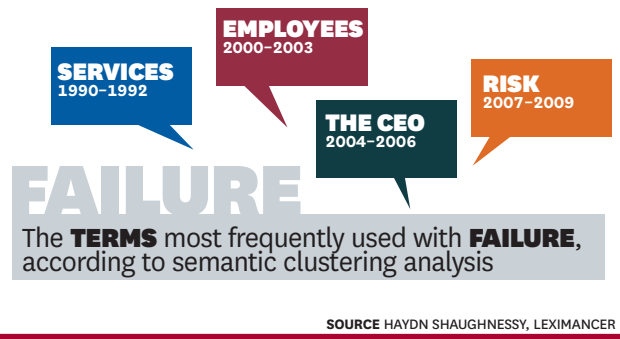 SERVICES
1990–1992
EMPLOYEES
2000–2003
THE CEO
2004–2006
RISK
2007–2009
FAILURE
The TERMS most frequently used with FAILURE,
according to semantic clustering analysis
SOURCE HAYDN SHAUGHNESSY, LEXIMANCER